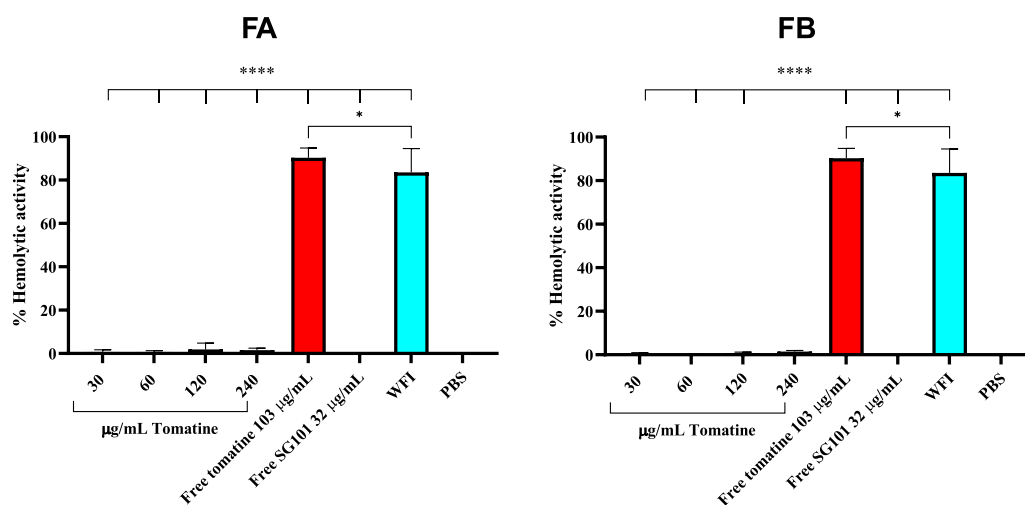 FA
****
*
% Hemolytic activity
100
80
60
40
20
0
30
60
120
240
Free tomatine 103 μg/mL
Free SG101 32 μg/mL
WFI
PBS
μg/mL Tomatine
FB
****
*
% Hemolytic activity
100
80
60
40
20
0
30
60
120
240
Free tomatine 103 μg/mL
Free SG101 32 μg/mL
WFI
PBS
μg/mL Tomatine